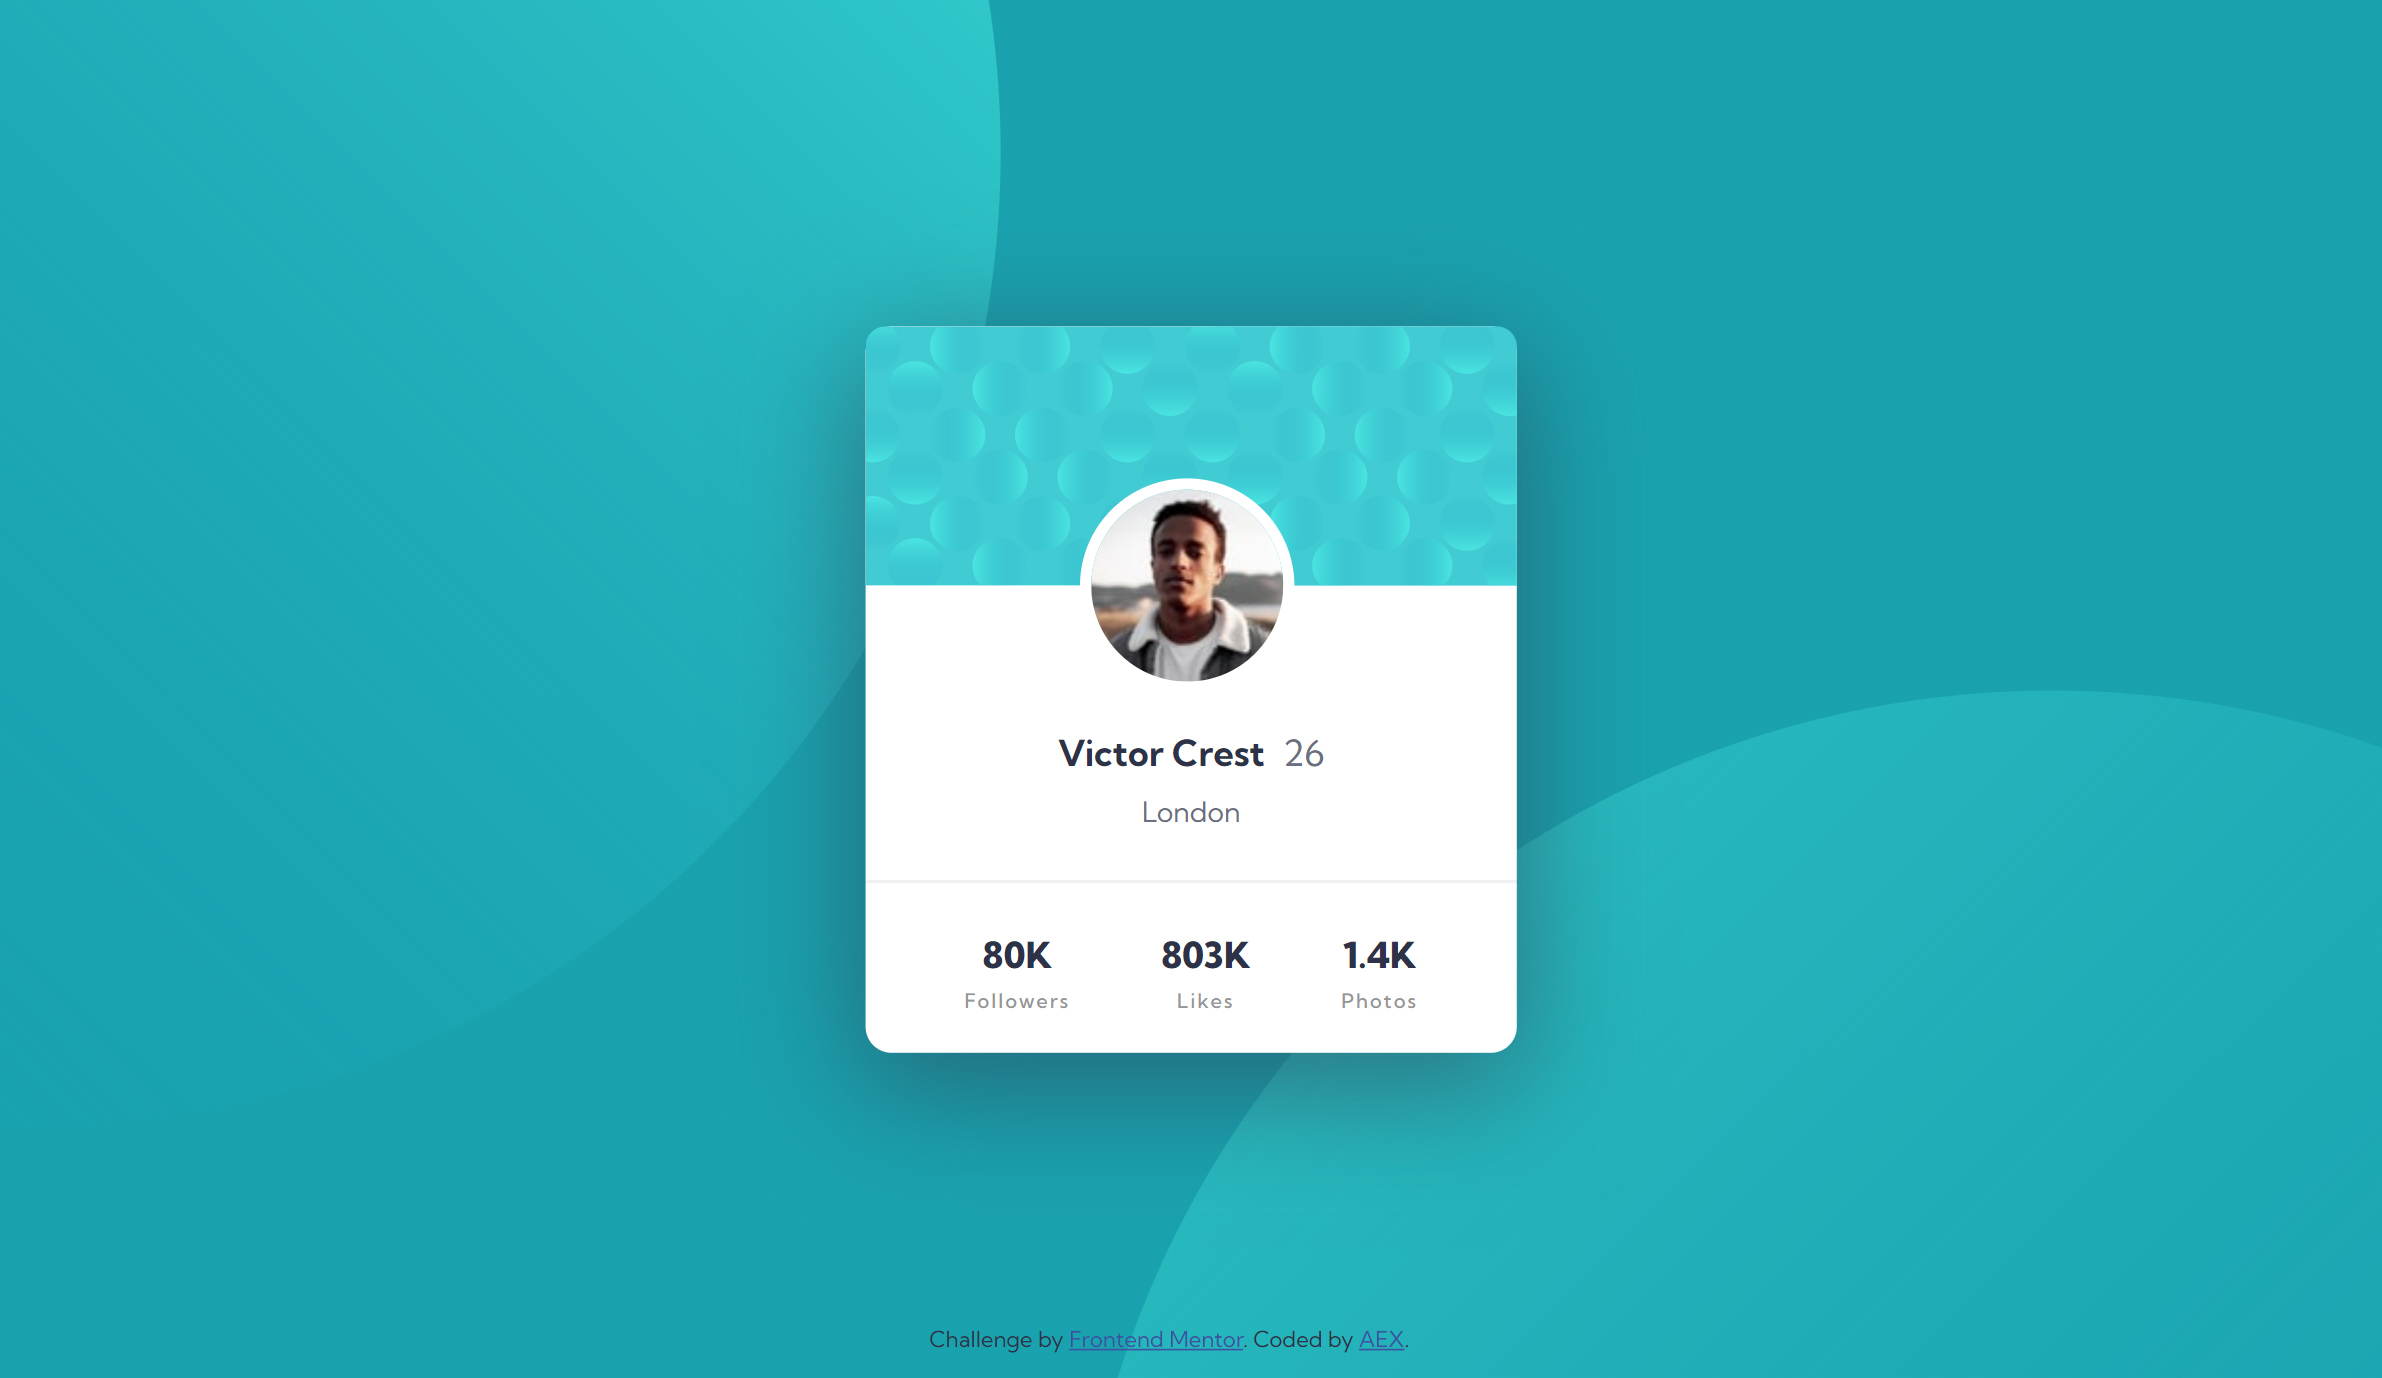 Victor Crest 26
London
80K 803K 1.4K
Followers Likes Photos
Challenge by Frontend Mentor. Coded by AEX.